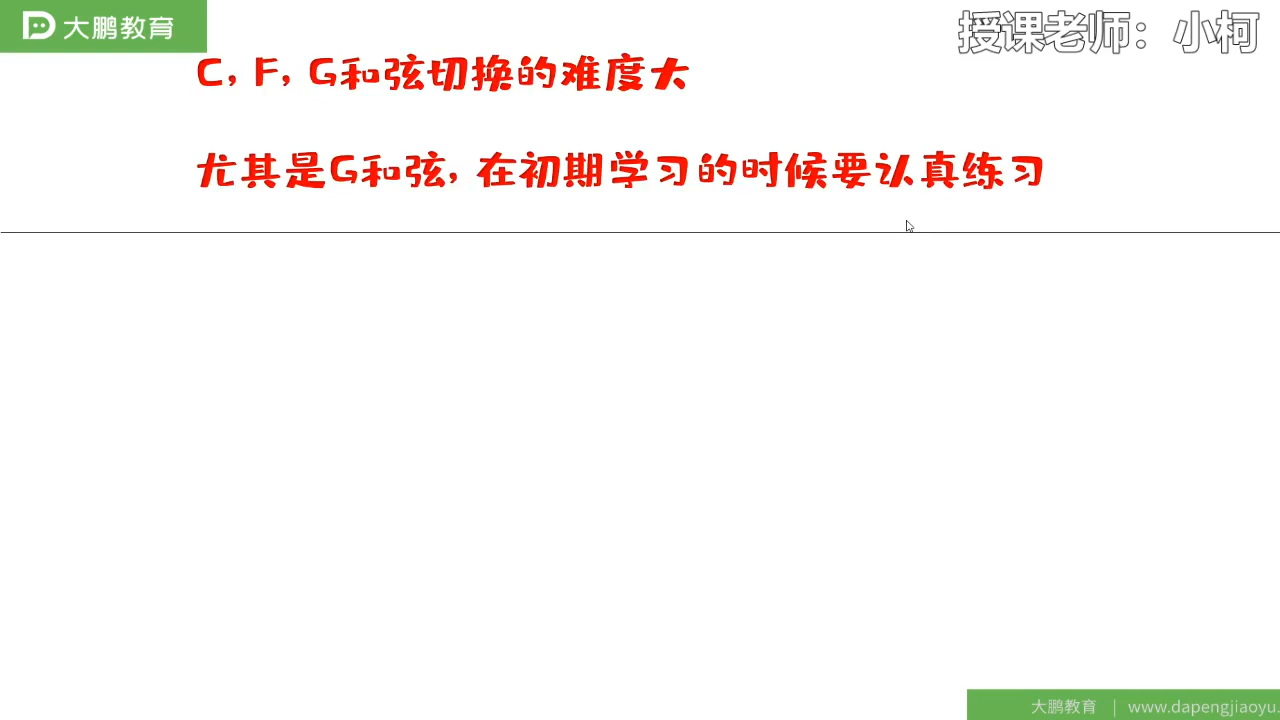 大鹏教育
授课老师：小柯
C，F，G和弦切换的难度大
尤其是G和弦，在初期学习的时候要认真练习
大鹏教育 | www.dapengjiaoyu.